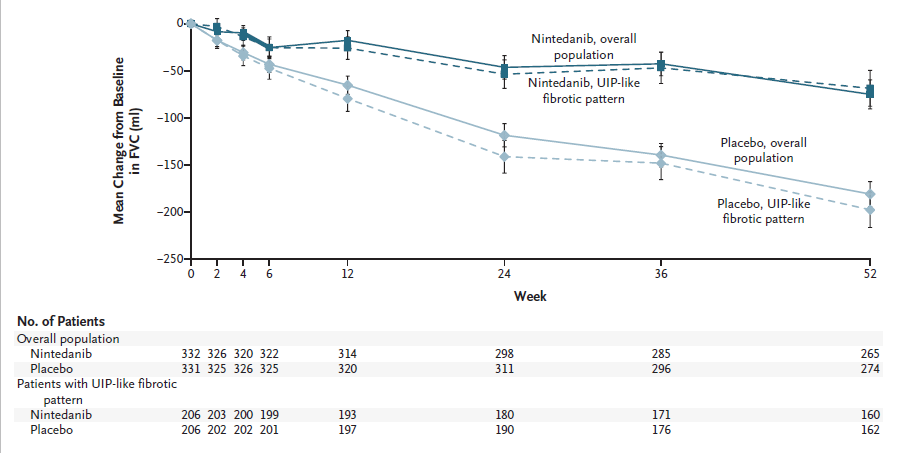 0
−50
−100
−150
−200
−250
Mean Change from Baseline
in FVC (ml)
Nintedanib, overall
population
Nintedanib, UIP-like
fibrotic pattern
Placebo, overall
population
Placebo, UIP-like
fibrotic pattern
0 2 4 6 12 24 36 52
Week
No. of Patients
Overall population
Nintedanib 332 326 320 322 314 298 285 265
Placebo 331 325 326 325 320 311 296 274
Patients with UIP-like fibrotic
pattern
Nintedanib 206 203 200 199 193 180 171 160
Placebo 206 202 202 201 197 190 176 162